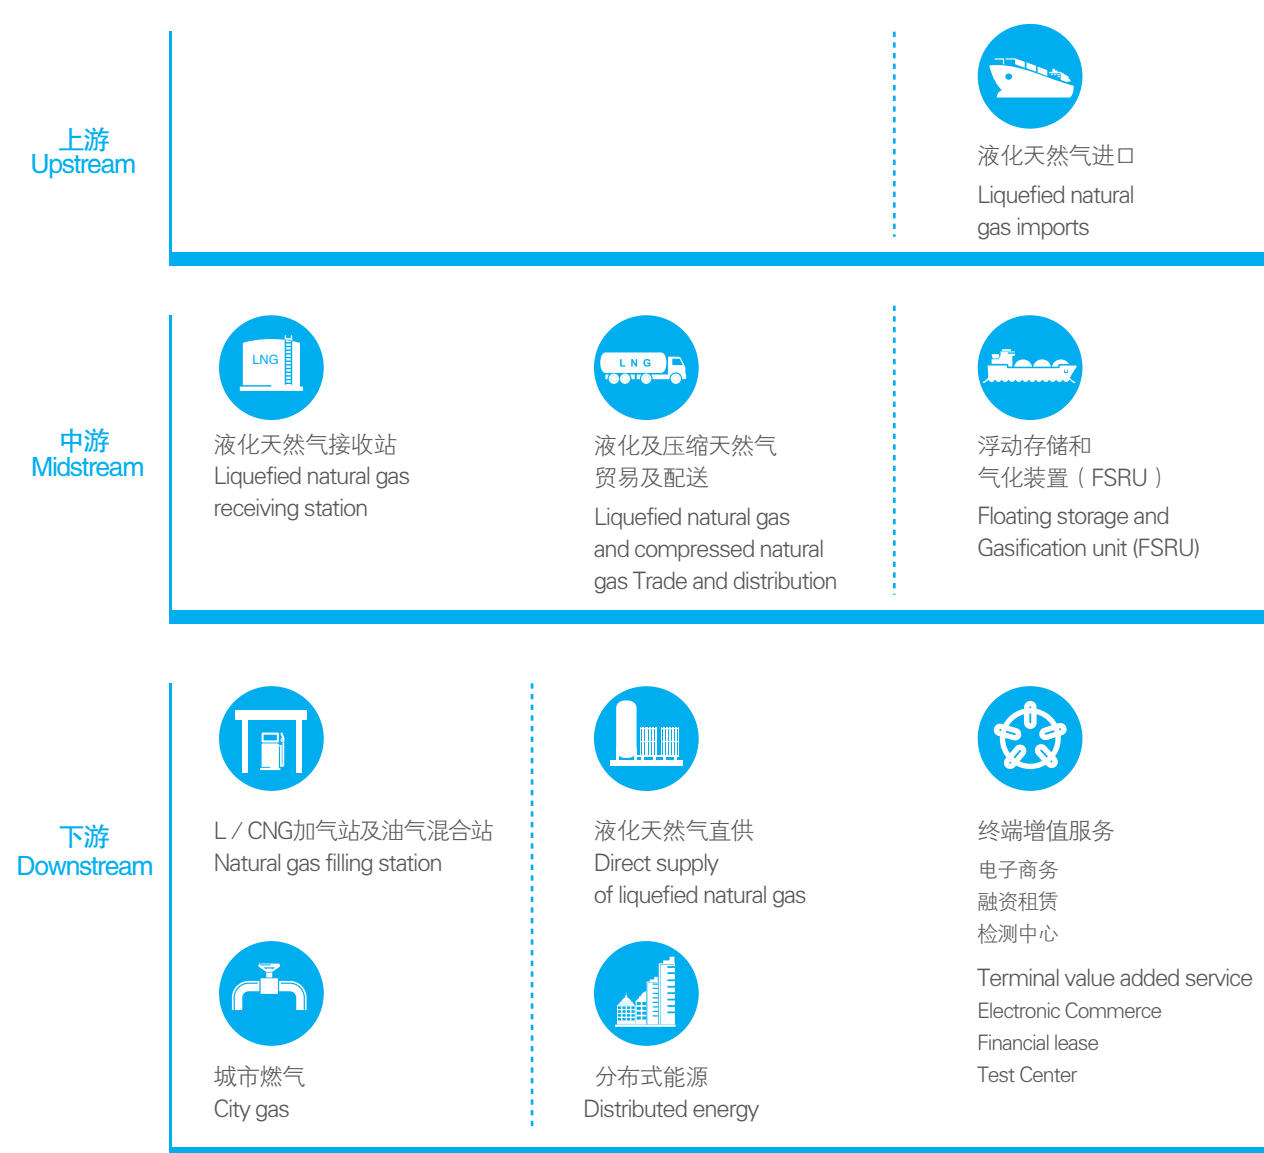 上游
Upstream
液化天然气进口
Liquefied natural
gas imports
中游
Midstream
LNG
液化天然气接收站
Liquefied natural gas
receiving station
LNG
液化及压缩天然气
贸易及配送
Liquefied natural gas
and compressed natural
gas Trade and distribution
浮动存储和
气化装置（FSRU）
Floating storage and
Gasification unit (FSRU)
下游
Downstream
L / CNG加气站及油气混合站
Natural gas filling station
液化天然气直供
Direct supply
of liquefied natural gas
终端增值服务
电子商务
融资租赁
检测中心
Terminal value added service
Electronic Commerce
Financial lease
Test Center
城市燃气
City gas
分布式能源
Distributed energy